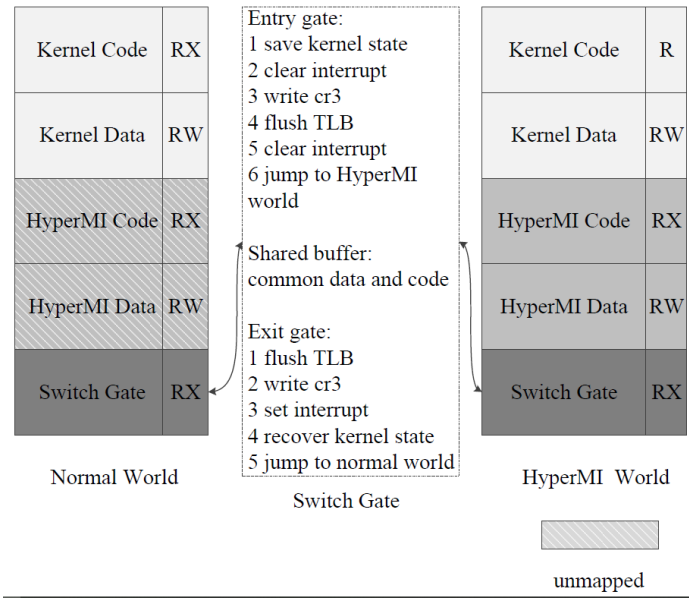 Kernel Code RX
Kernel Data RW
HyperMI Code RX
HyperMI Data RW
Switch Gate RX
Normal World
Entry gate:
1 save kernel state
2 clear interrupt
3 write cr3
4 flush TLB
5 clear interrupt
6 jump to HyperMI
world
Shared buffer:
common data and code
Exit gate:
1 flush TLB
2 write cr3
3 set interrupt
4 recover kernel state
5 jump to normal world
Switch Gate
Kernel Code R
Kernel Data RW
HyperMI Code RX
HyperMI Data RW
Switch Gate RX
HyperMI World
unmapped